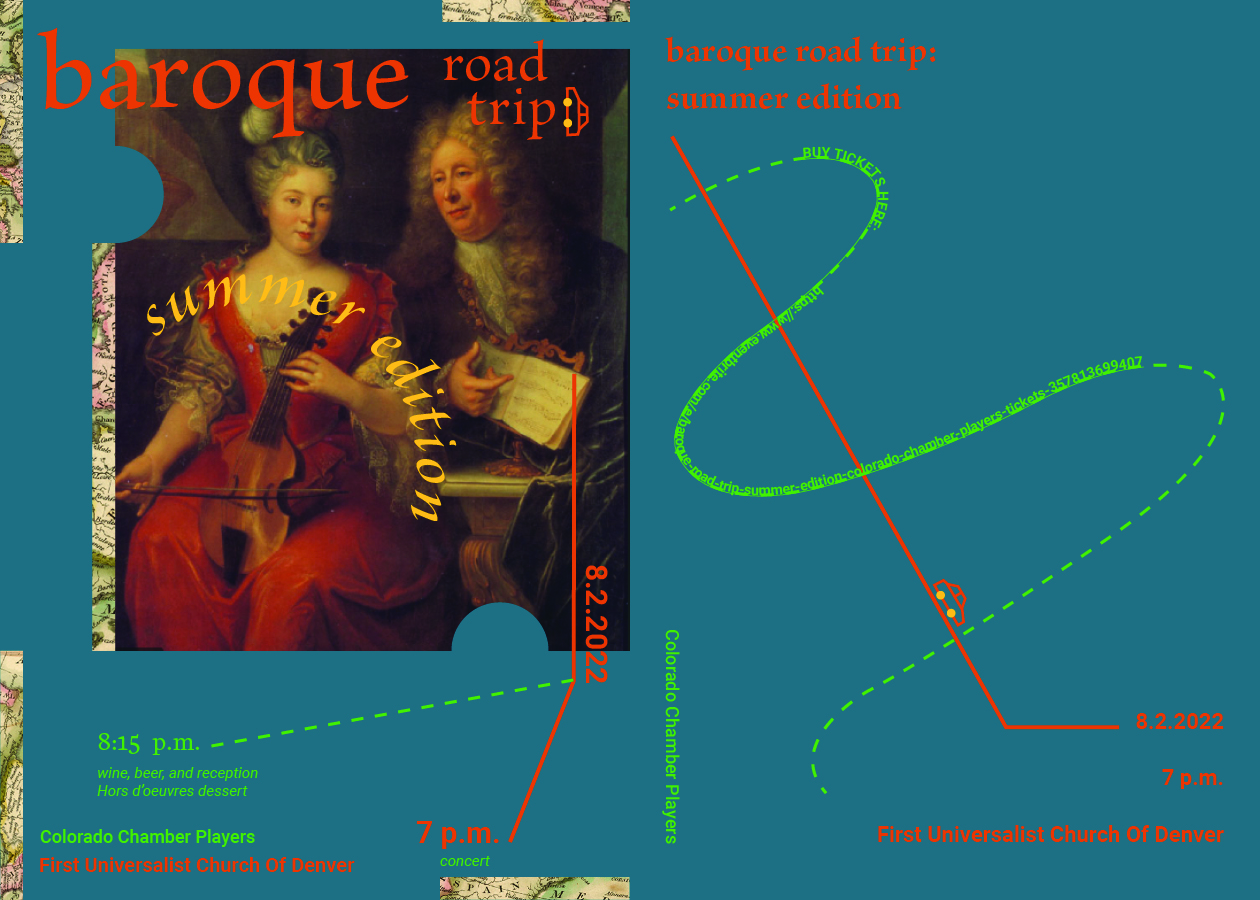 baroque
road
trip
summer edition
8.2.2022
8:15 p.m.
wine, beer, and reception
Hors d'oeuvres dessert
Colorado Chamber Players
First Universalist Church Of Denver
7 p.m.
concert
SPAIN
baroque road trip:
summer edition
BUY TICKETS HERE:
https://www.eventbrite.com/e/baroque-road-trip-summer-edition-colorado-chamber-players-tickets-357813699407
Colorado Chamber Players
8.2.2022
7 p.m.
First Universalist Church Of Denver